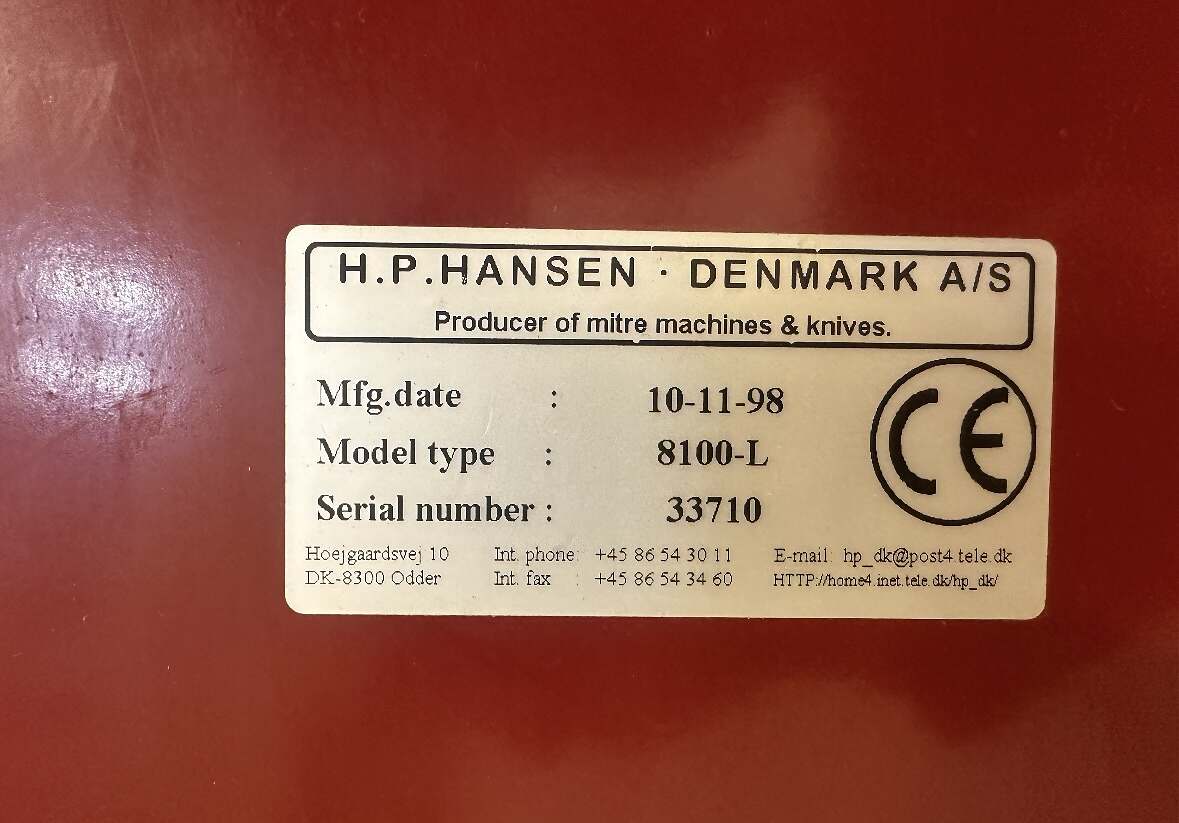 H.P.HANSEN · DENMARK A/S
Producer of mitre machines & knives.
Mfg.date : 10-11-98
Model type : 8100-L
Serial number : 33710
CE
Hoejgaardsvej 10 Int. phone: +45 86 54 30 11 E-mail: hp_dk@post4.tele.dk
DK-8300 Odder Int. fax : +45 86 54 34 60 HTTP://home4.inet.tele.dk/hp_dk/